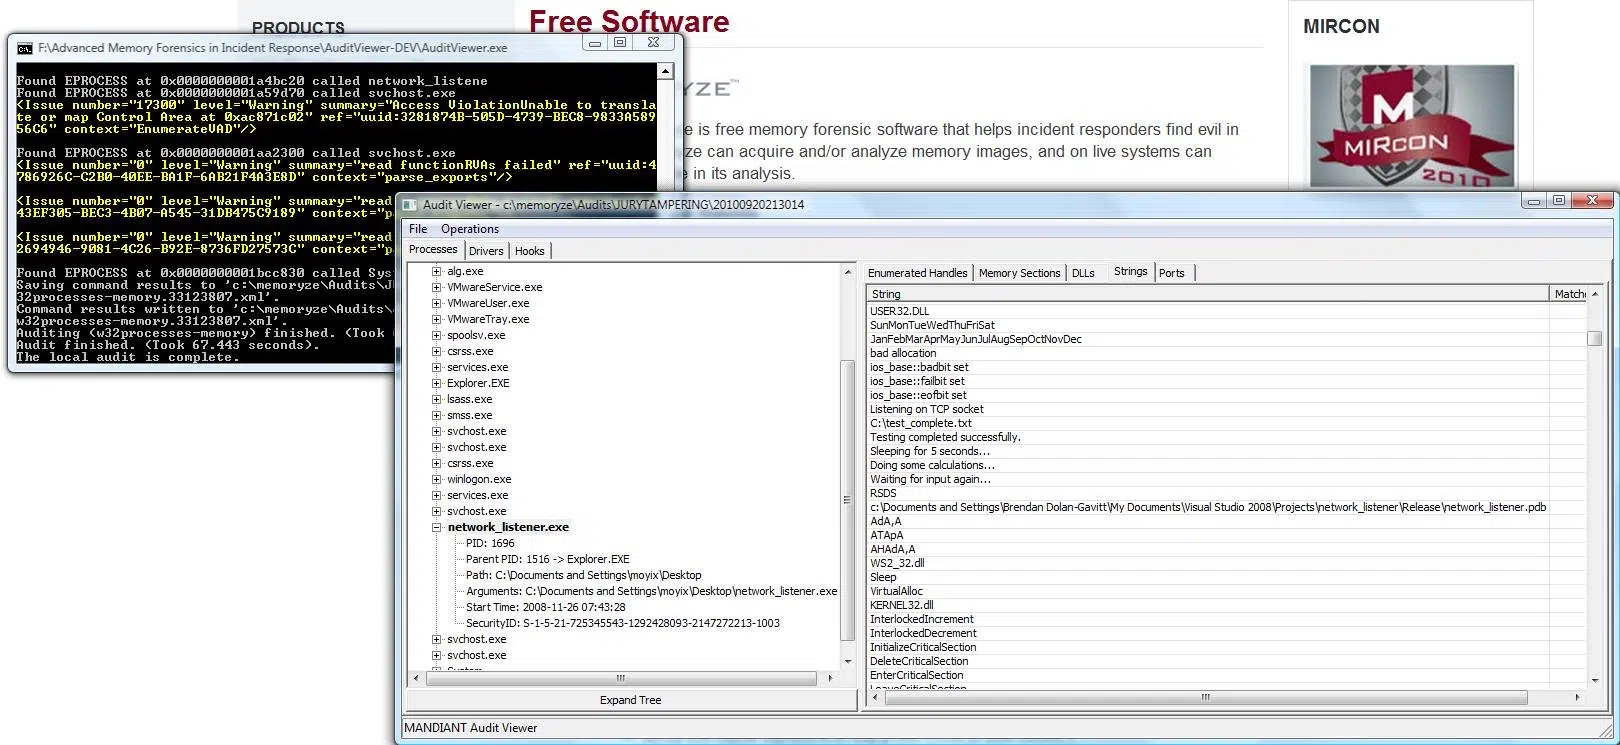 PRODUCTS
Free Software
MIRCON
YZE™
e is free memory forensic software that helps incident responders find evil in
ze can acquire and/or analyze memory images, and on live systems can
e in its analysis.
M
MIRCON
2010
F:\Advanced Memory Forensics in Incident Response\AuditViewer-DEV\AuditViewer.exe
Found EPROCESS at 0x0000000001a4bc20 called network_listene
Found EPROCESS at 0x0000000001a59d70 called svchost.exe
<Issue number="17300" level="Warning" summary="Access ViolationUnable to transla
te or map Control Area at 0xac871c02" ref="uuid:3281874B-505D-4739-BEC8-9833A589
56C6" context="EnumerateVAD"/>
Found EPROCESS at 0x0000000001aa2300 called svchost.exe
<Issue number="0" level="Warning" summary="read functionRVAs failed" ref="uuid:4
786926C-C2B0-40EE-BA1F-6AB21F4A3E8D" context="parse_exports"/>
<Issue number="0" level="Warning" summary="read
43EF305-BEC3-4B07-A545-31DB475C9189" context="p
<Issue number="0" level="Warning" summary="read
2694946-9081-4C26-B92E-8736FD27573C" context="p
Found EPROCESS at 0x0000000001bcc830 called Sys
Saving command results to 'c:\memoryze\Audits\J
32processes-memory.33123807.xml'.
Command results written to 'c:\memoryze\Audits\
w32processes-memory.33123807.xml'.
Auditing (w32processes-memory) finished. (Took
Audit finished. (Took 67.443 seconds).
The local audit is complete.
Audit Viewer - c:\memoryze\Audits\JURYTAMPERING\20100920213014
File Operations
Processes Drivers Hooks
alg.exe
VMwareService.exe
VMwareUser.exe
VMwareTray.exe
spoolsv.exe
csrss.exe
services.exe
Explorer.EXE
lsass.exe
smss.exe
svchost.exe
svchost.exe
csrss.exe
winlogon.exe
services.exe
svchost.exe
network_listener.exe
PID: 1696
Parent PID: 1516 -> Explorer.EXE
Path: C:\Documents and Settings\moyix\Desktop
Arguments: C:\Documents and Settings\moyix\Desktop\network_listener.exe
Start Time: 2008-11-26 07:43:28
SecurityID: S-1-5-21-725345543-1292428093-2147272213-1003
svchost.exe
svchost.exe
System
Expand Tree
Enumerated Handles Memory Sections DLLs Strings Ports
String Matche
USER32.DLL
SunMonTueWedThuFriSat
JanFebMarAprMayJunJulAugSepOctNovDec
bad allocation
ios_base::badbit set
ios_base::failbit set
ios_base::eofbit set
Listening on TCP socket
C:\test_complete.txt
Testing completed successfully.
Sleeping for 5 seconds...
Doing some calculations...
Waiting for input again...
RSDS
c:\Documents and Settings\Brendan Dolan-Gavitt\My Documents\Visual Studio 2008\Projects\network_listener\Release\network_listener.pdb
AdA,A
ATApA
AHAdA,A
WS2_32.dll
Sleep
VirtualAlloc
KERNEL32.dll
InterlockedIncrement
InterlockedDecrement
InitializeCriticalSection
DeleteCriticalSection
EnterCriticalSection
LeaveCriticalSection
MANDIANT Audit Viewer